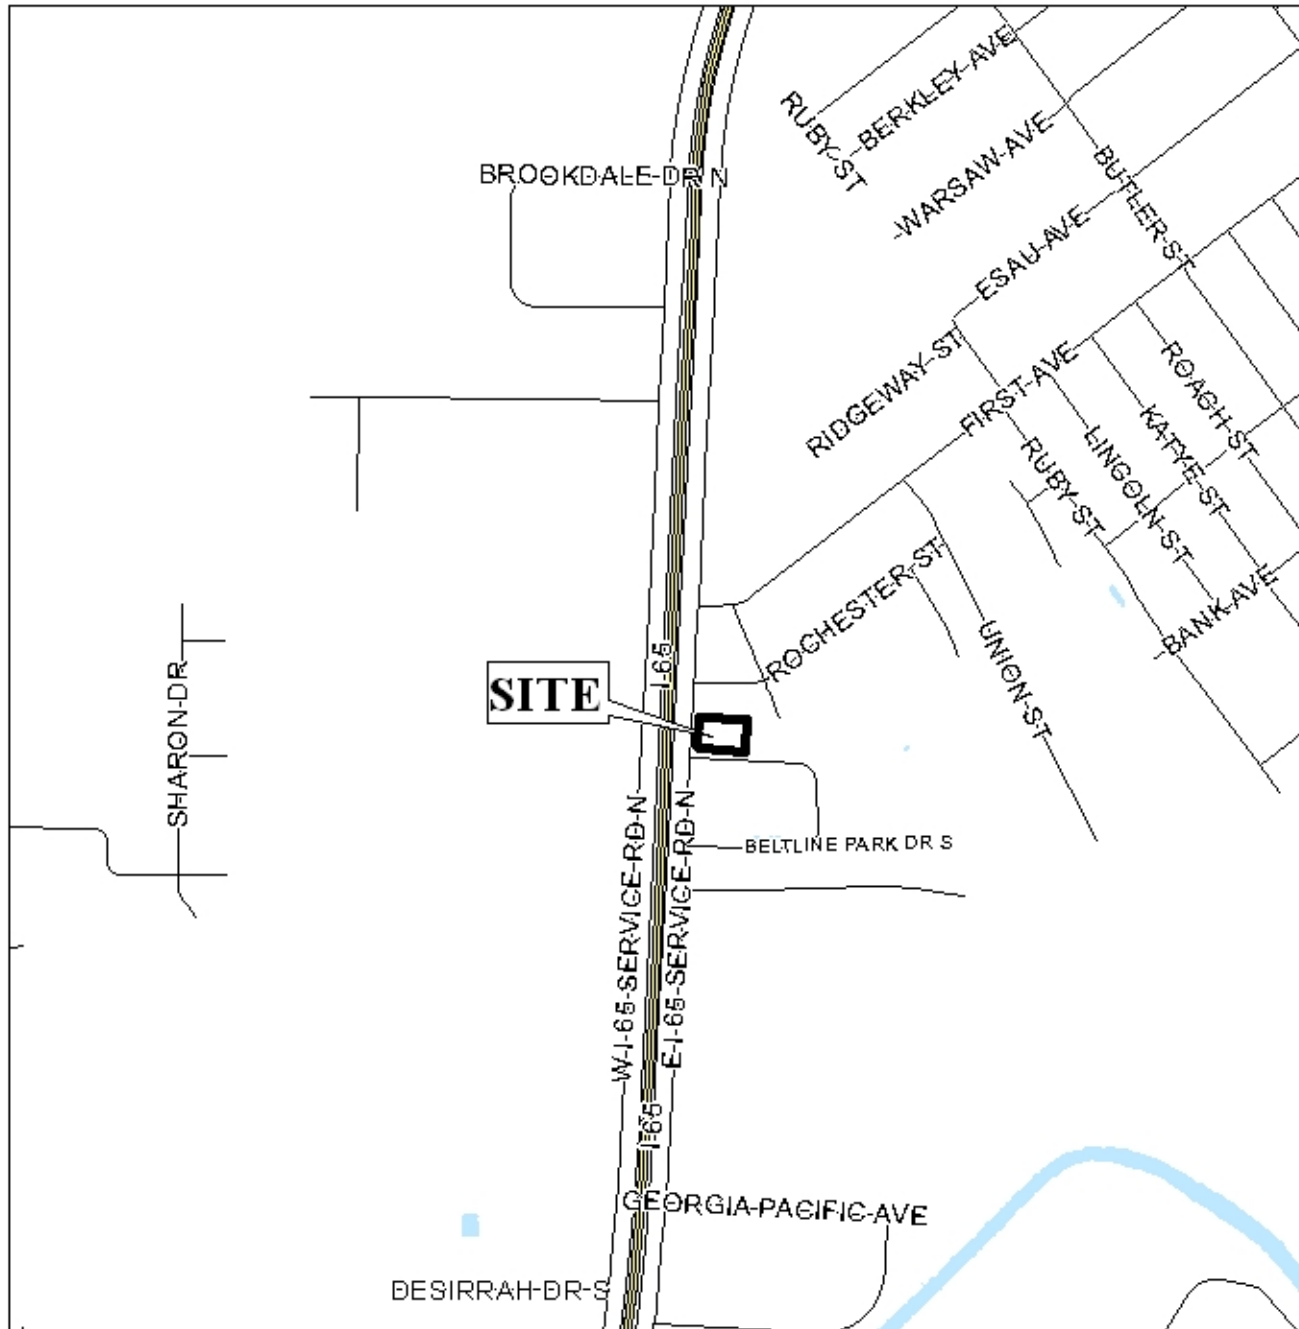 RUBY ST
BERKLEY AVE
WARSAW AVE
BUTLER ST
BROOKDALE DR N
ESAU AVE
RIDGEWAY ST
FIRST AVE
ROACH ST
KATYE ST
LINCOLN ST
RUBY ST
ROCHESTER ST
BANK AVE
UNION ST
I-65
SITE
SHARON DR
BELTLINE PARK DR S
W I-65 SERVICE RD N
E I-65 SERVICE RD N
I-65
GEORGIA PACIFIC AVE
DESIRRAH DR S